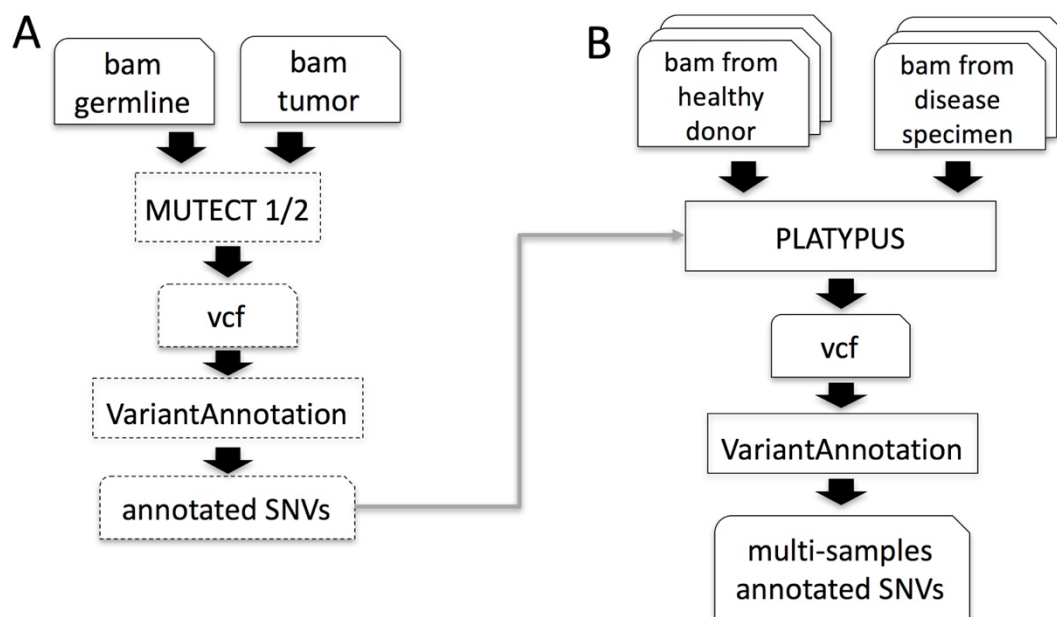 A
bam
germline
bam
tumor
MUTECT 1/2
vcf
VariantAnnotation
annotated SNVs
B
bam from
healthy
donor
bam from
disease
specimen
PLATYPUS
vcf
VariantAnnotation
multi-samples
annotated SNVs